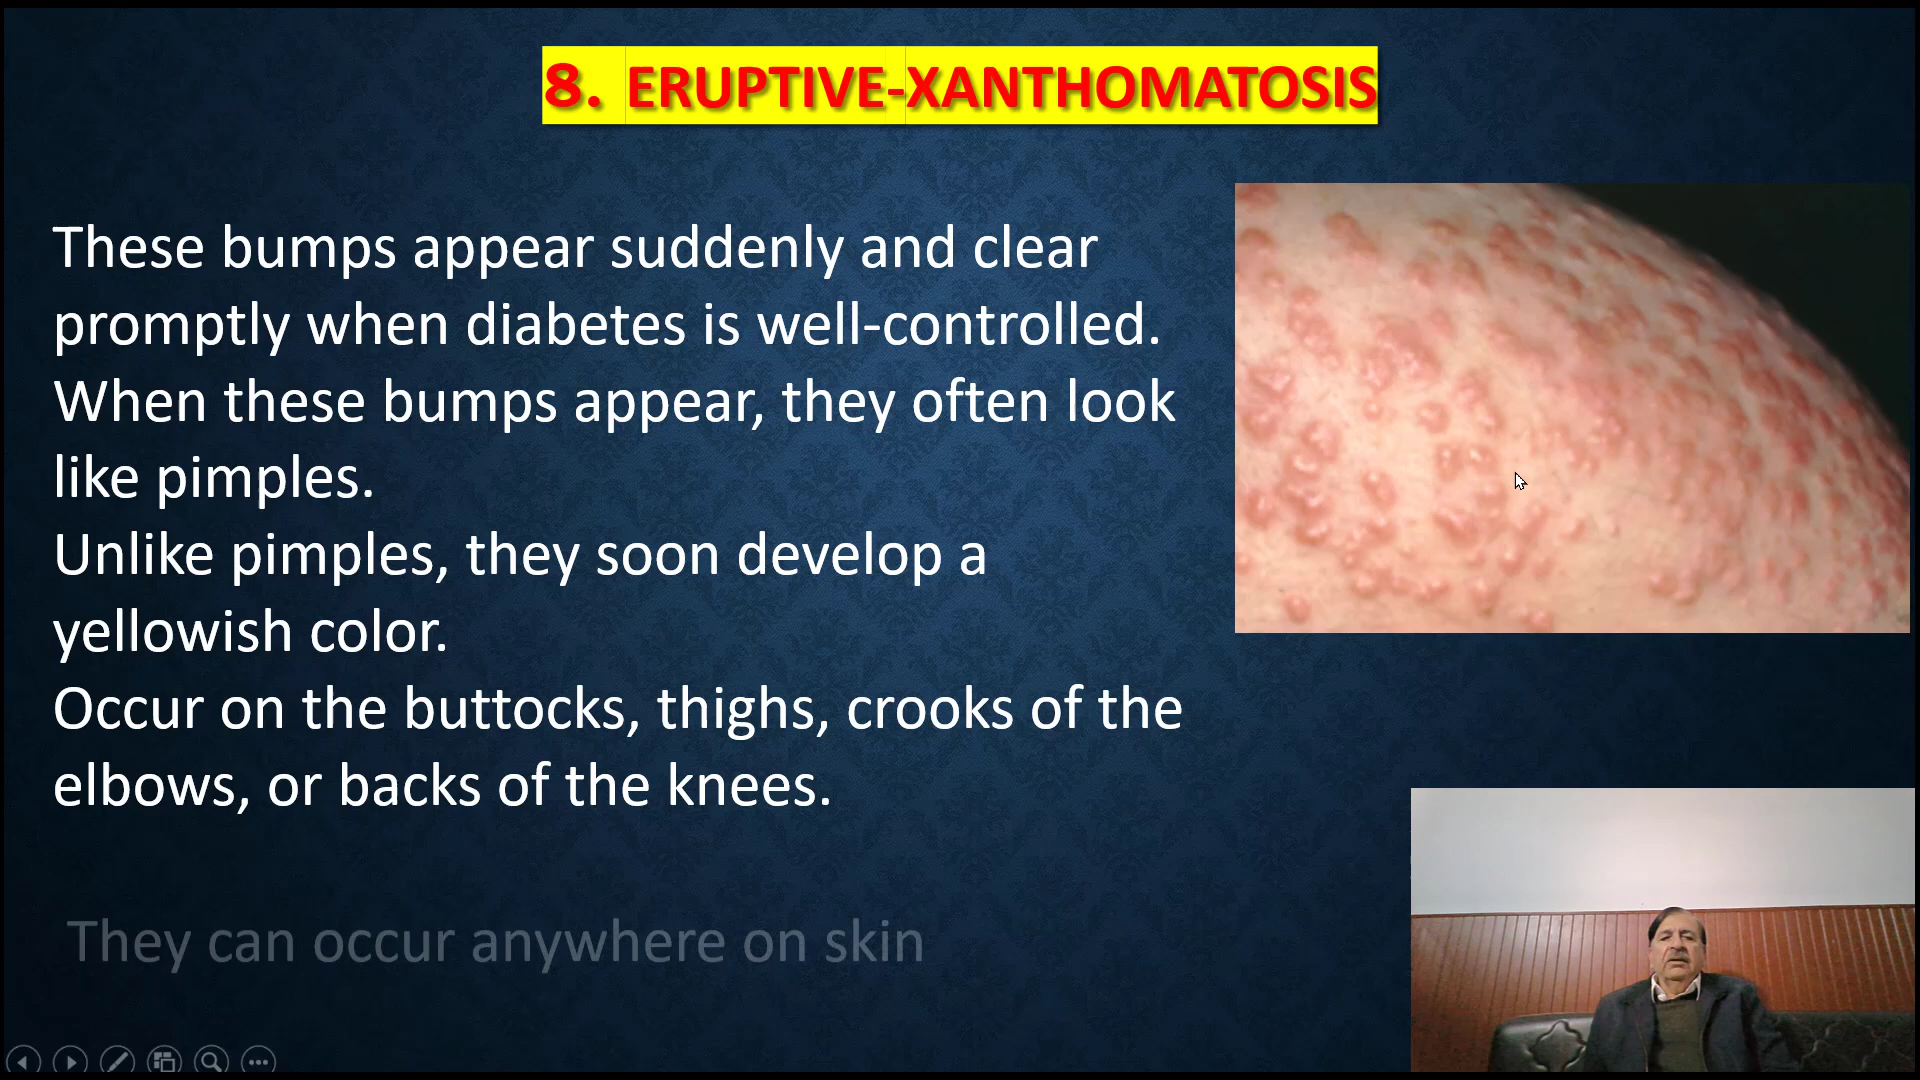 8. ERUPTIVE-XANTHOMATOSIS
These bumps appear suddenly and clear
promptly when diabetes is well-controlled.
When these bumps appear, they often look
like pimples.
Unlike pimples, they soon develop a
yellowish color.
Occur on the buttocks, thighs, crooks of the
elbows, or backs of the knees.
They can occur anywhere on skin